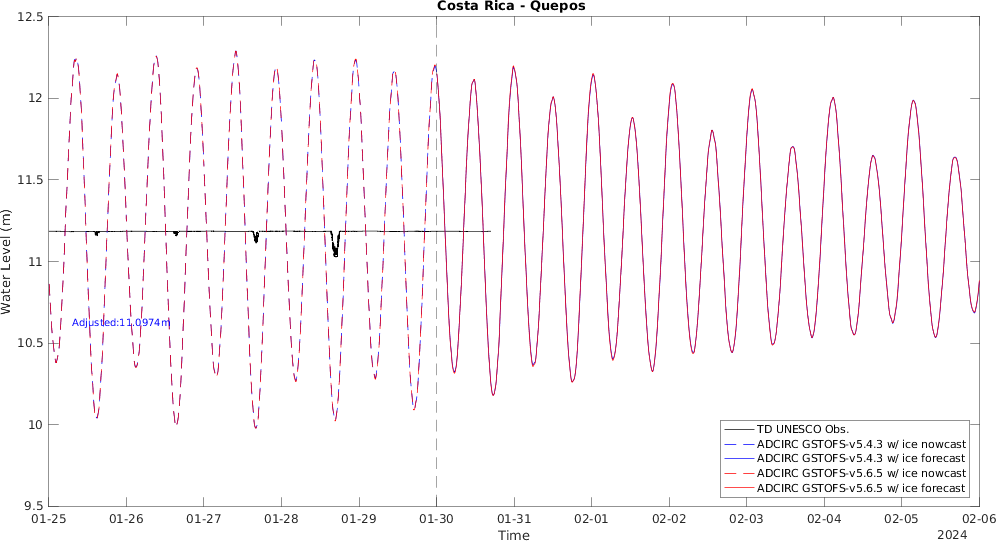 Costa Rica - Quepos
12.5
12
11.5
11
10.5
10
9.5
Water Level (m)
Adjusted:11.0974m
TD UNESCO Obs.
ADCIRC GSTOFS-v5.4.3 w/ ice nowcast
ADCIRC GSTOFS-v5.4.3 w/ ice forecast
ADCIRC GSTOFS-v5.6.5 w/ ice nowcast
ADCIRC GSTOFS-v5.6.5 w/ ice forecast
01-25 01-26 01-27 01-28 01-29 01-30 01-31 02-01 02-02 02-03 02-04 02-05 02-06
Time
2024